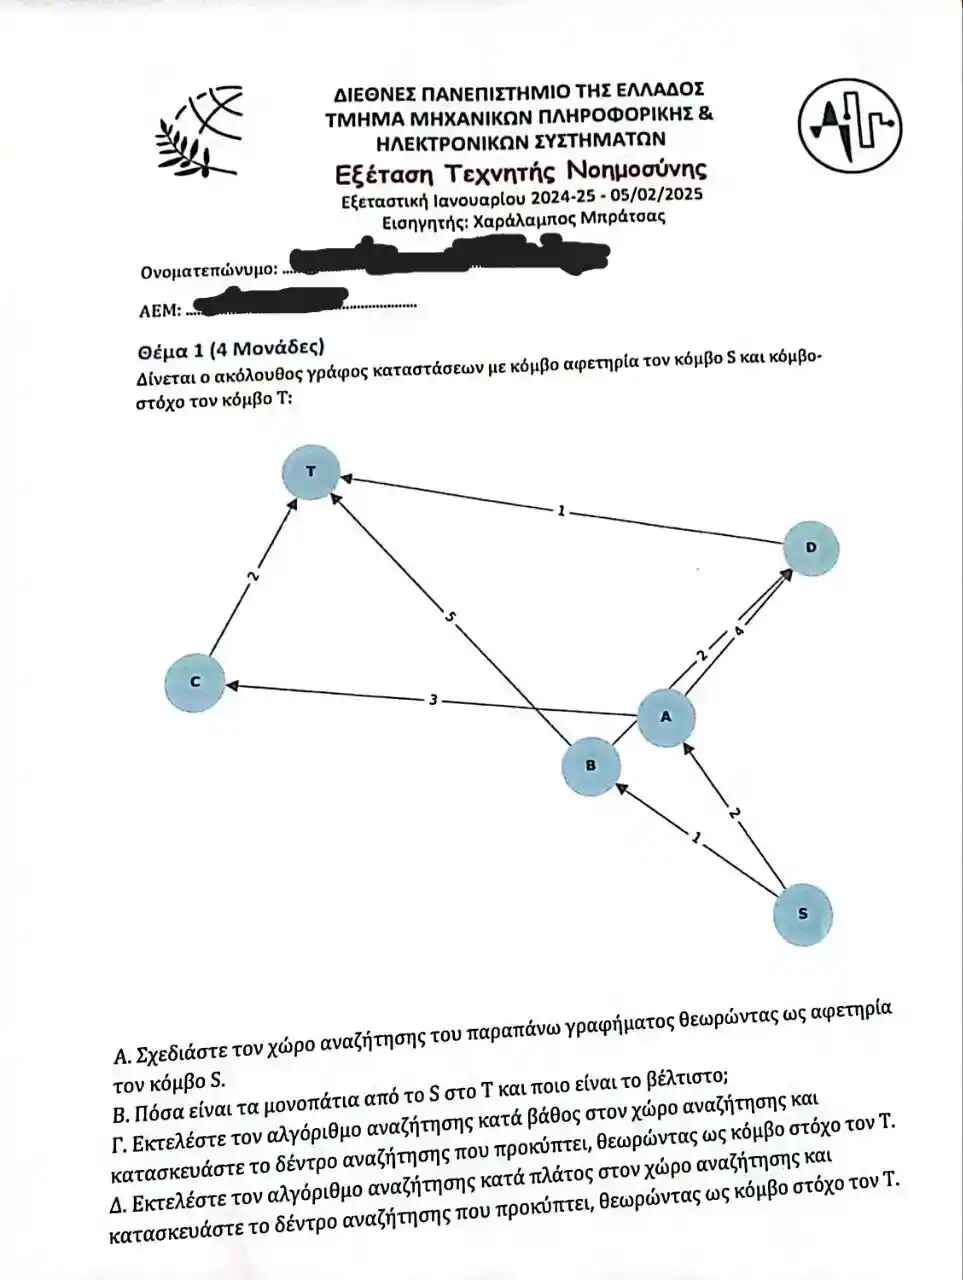 ΔΙΕΘΝΕΣ ΠΑΝΕΠΙΣΤΗΜΙΟ ΤΗΣ ΕΛΛΑΔΟΣ
ΤΜΗΜΑ ΜΗΧΑΝΙΚΩΝ ΠΛΗΡΟΦΟΡΙΚΗΣ &
ΗΛΕΚΤΡΟΝΙΚΩΝ ΣΥΣΤΗΜΑΤΩΝ
Εξέταση Τεχνητής Νοημοσύνης
Εξεταστική Ιανουαρίου 2024-25 - 05/02/2025
Εισηγητής: Χαράλαμπος Μπράτσας
Ονοματεπώνυμο:
ΑΕΜ:
Θέμα 1 (4 Μονάδες)
Δίνεται ο ακόλουθος γράφος καταστάσεων με κόμβο αφετηρία τον κόμβο S και κόμβο-
στόχο τον κόμβο T:
T
1
D
2
5
2
4
C
3
A
B
2
1
S
Α. Σχεδιάστε τον χώρο αναζήτησης του παραπάνω γραφήματος θεωρώντας ως αφετηρία
τον κόμβο S.
Β. Πόσα είναι τα μονοπάτια από το S στο T και ποιο είναι το βέλτιστο;
Γ. Εκτελέστε τον αλγόριθμο αναζήτησης κατά βάθος στον χώρο αναζήτησης και
κατασκευάστε το δέντρο αναζήτησης που προκύπτει, θεωρώντας ως κόμβο στόχο τον Τ.
Δ. Εκτελέστε τον αλγόριθμο αναζήτησης κατά πλάτος στον χώρο αναζήτησης και
κατασκευάστε το δέντρο αναζήτησης που προκύπτει, θεωρώντας ως κόμβο στόχο τον Τ.